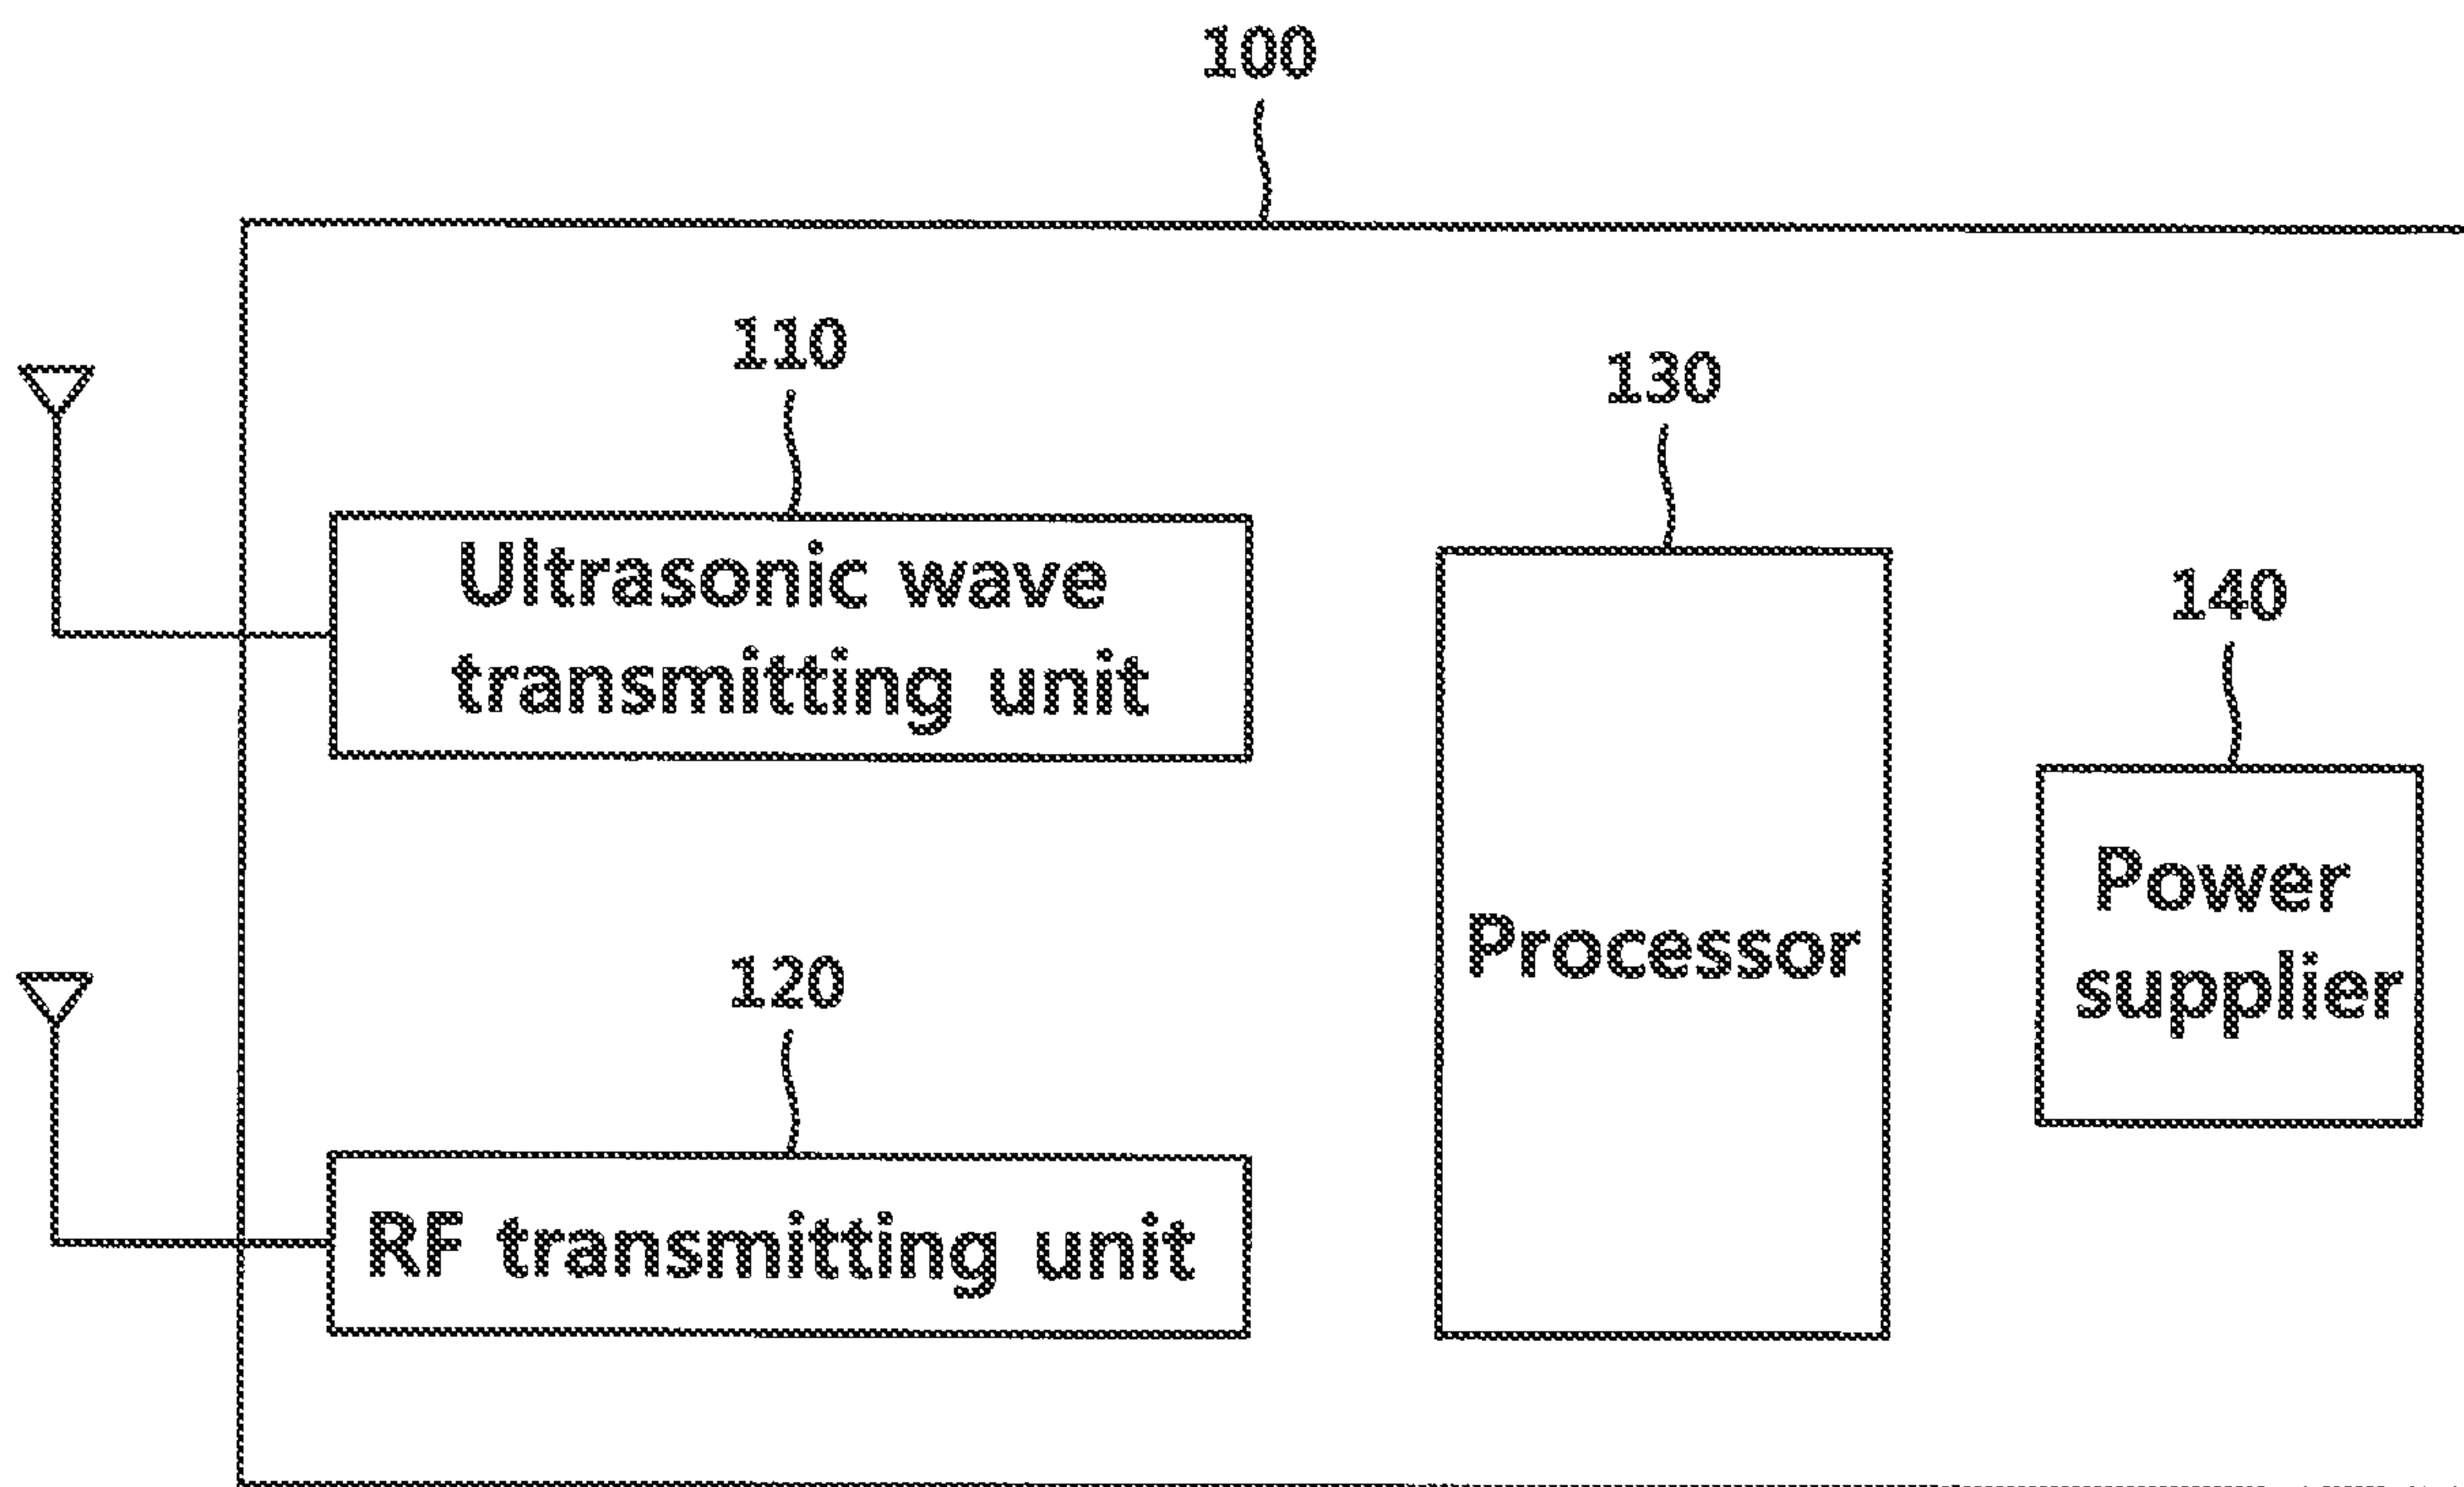 100
110
Ultrasonic wave
transmitting unit
120
RF transmitting unit
130
Processor
140
Power
supplier